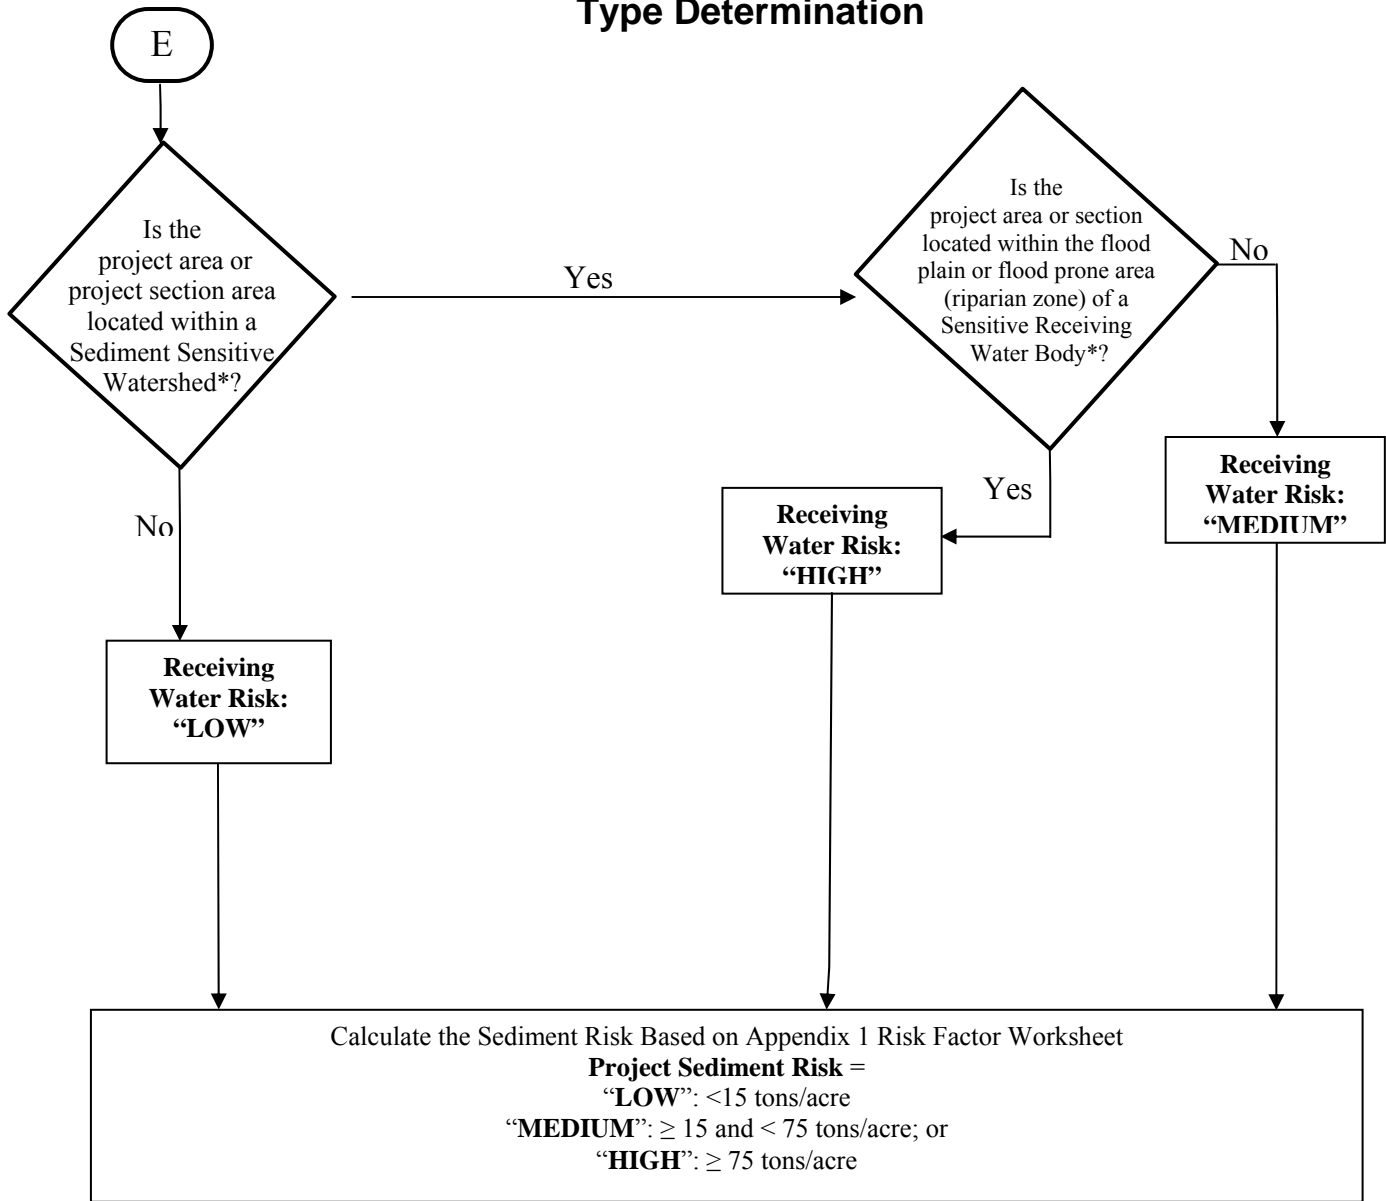 Type Determination
E
Is the
project area or
project section area
located within a
Sediment Sensitive
Watershed*?
Yes
Is the
project area or section
located within the flood
plain or flood prone area
(riparian zone) of a
Sensitive Receiving
Water Body*?
No
Receiving
Water Risk:
“MEDIUM”
Yes
Receiving
Water Risk:
“HIGH”
No
Receiving
Water Risk:
“LOW”
Calculate the Sediment Risk Based on Appendix 1 Risk Factor Worksheet
Project Sediment Risk =
“LOW”: <15 tons/acre
“MEDIUM”: ≥ 15 and < 75 tons/acre; or
“HIGH”: ≥ 75 tons/acre